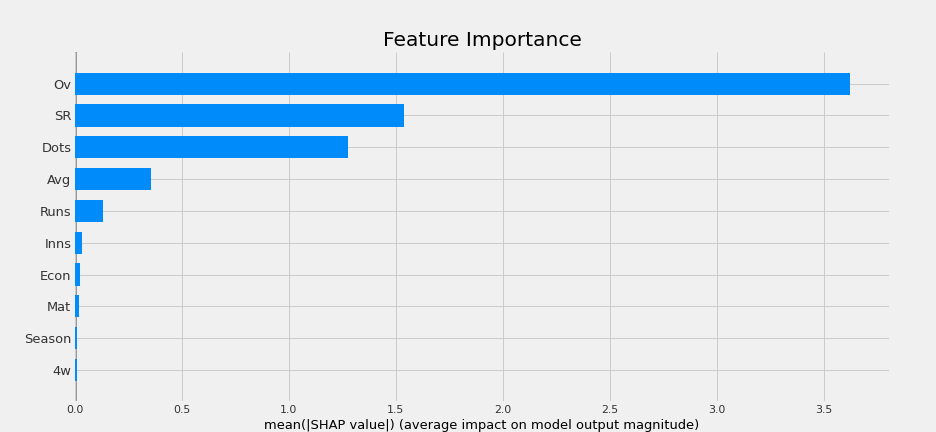 Feature Importance
Ov
SR
Dots
Avg
Runs
Inns
Econ
Mat
Season
4w
0.0 0.5 1.0 1.5 2.0 2.5 3.0 3.5
mean(|SHAP value|) (average impact on model output magnitude)